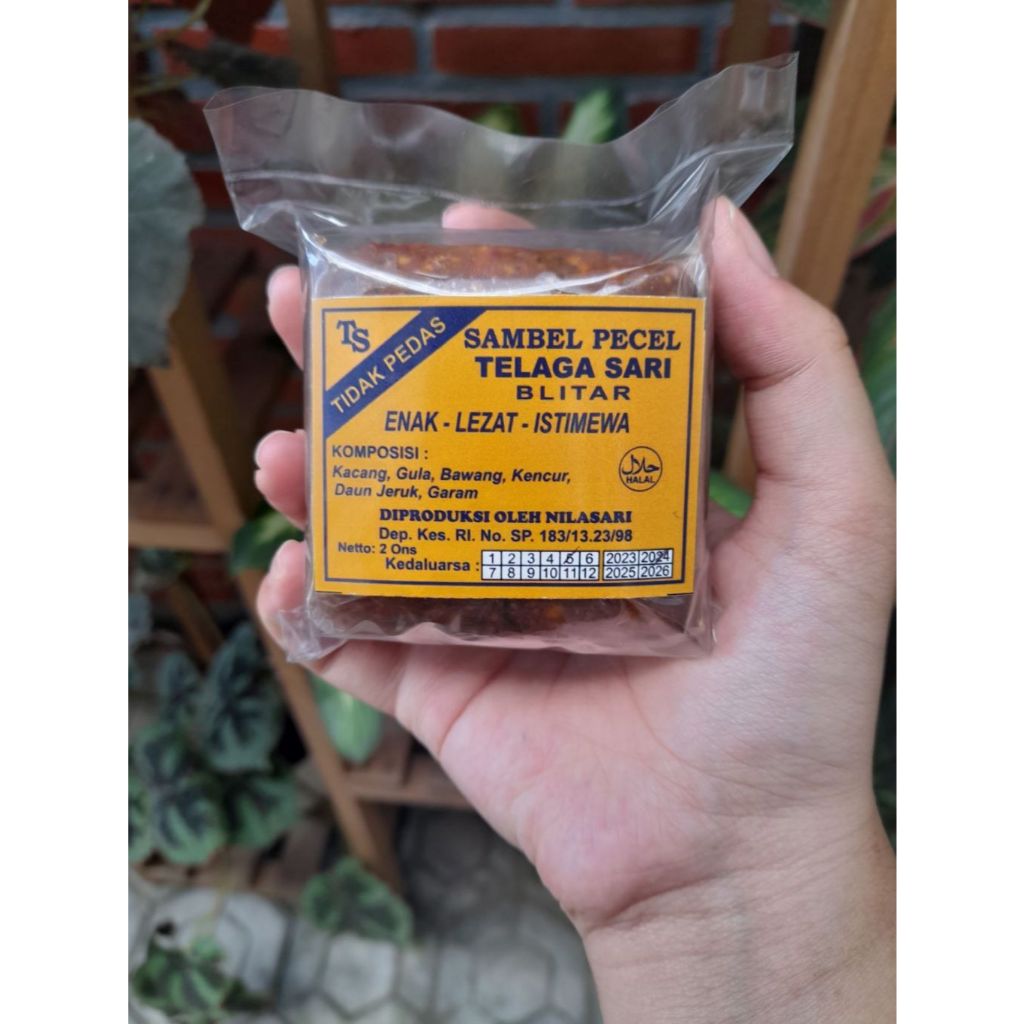 TS
TIDAK PEDAS
SAMBEL PECEL
TELAGA SARI
BLITAR
ENAK - LEZAT - ISTIMEWA
KOMPOSISI :
Kacang, Gula, Bawang, Kencur,
Daun Jeruk, Garam
حلال
HALAL
DIPRODUKSI OLEH NILASARI
Dep. Kes. RI. No. SP. 183/13.23/98
Netto: 2 Ons
Kedaluarsa : 1 2 3 4 5 6 2023 2024
7 8 9 10 11 12 2025 2026